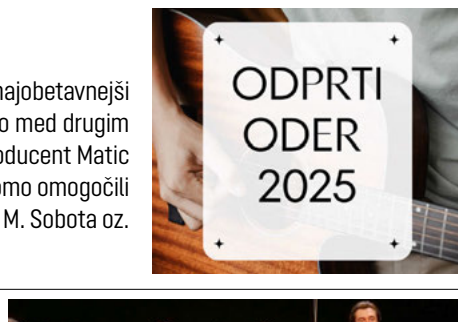 najobetavnejši
o med drugim
oducent Matic
omo omogočili
M. Sobota oz.
ODPRTI
ODER
2025